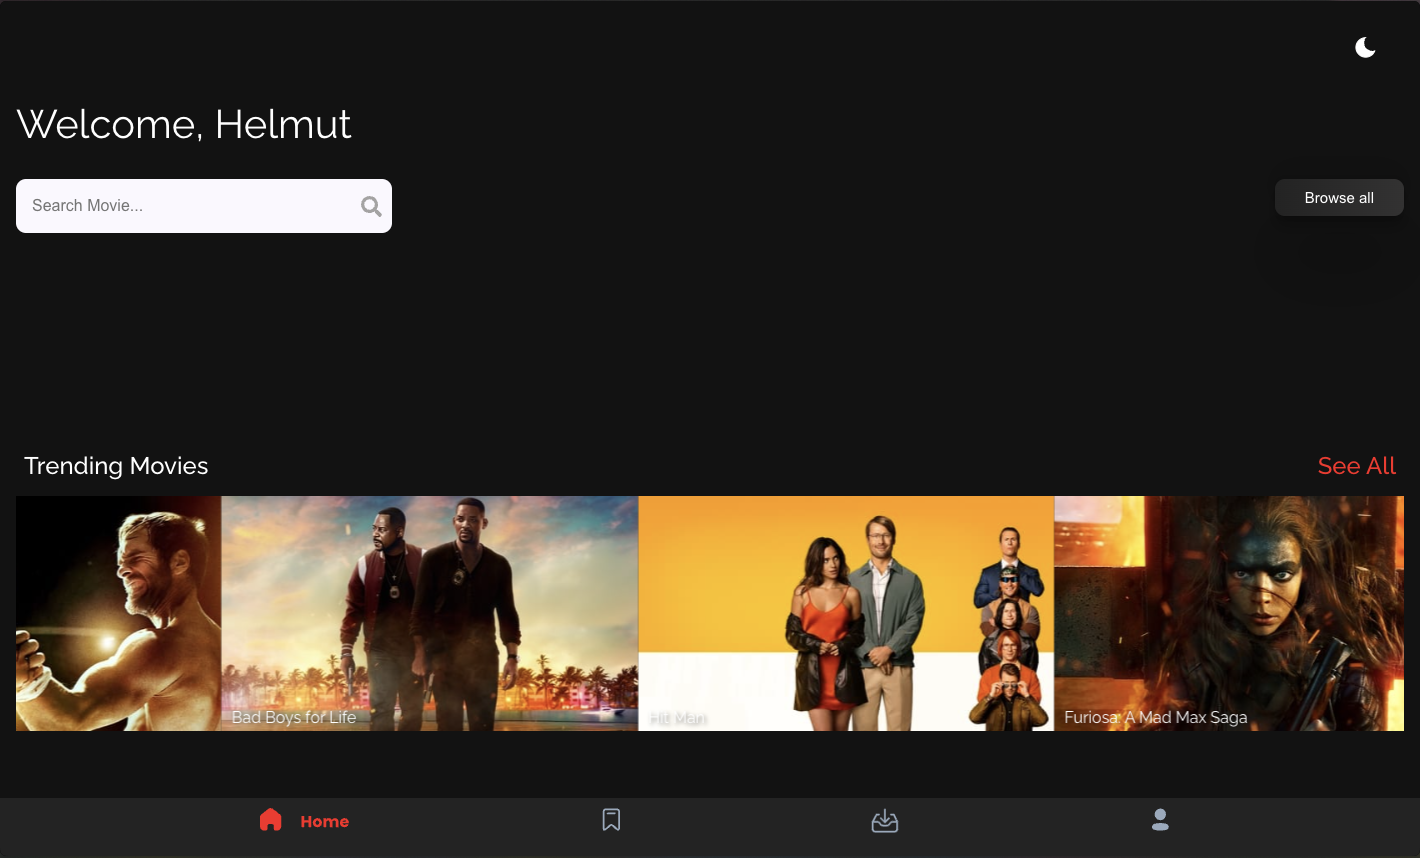 Welcome, Helmut
Search Movie...
Browse all
Trending Movies
See All
Bad Boys for Life
Hit Man
Furiosa: A Mad Max Saga
Home